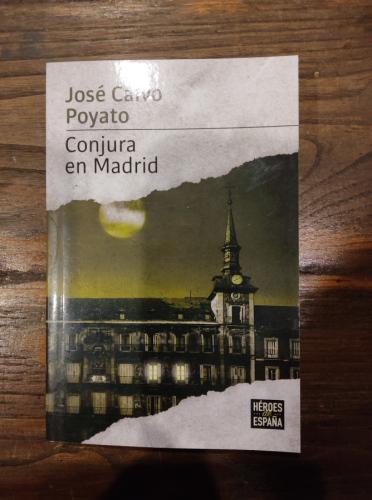 José Calvo
Poyato
Conjura
en Madrid
HÉROES
de
ESPAÑA